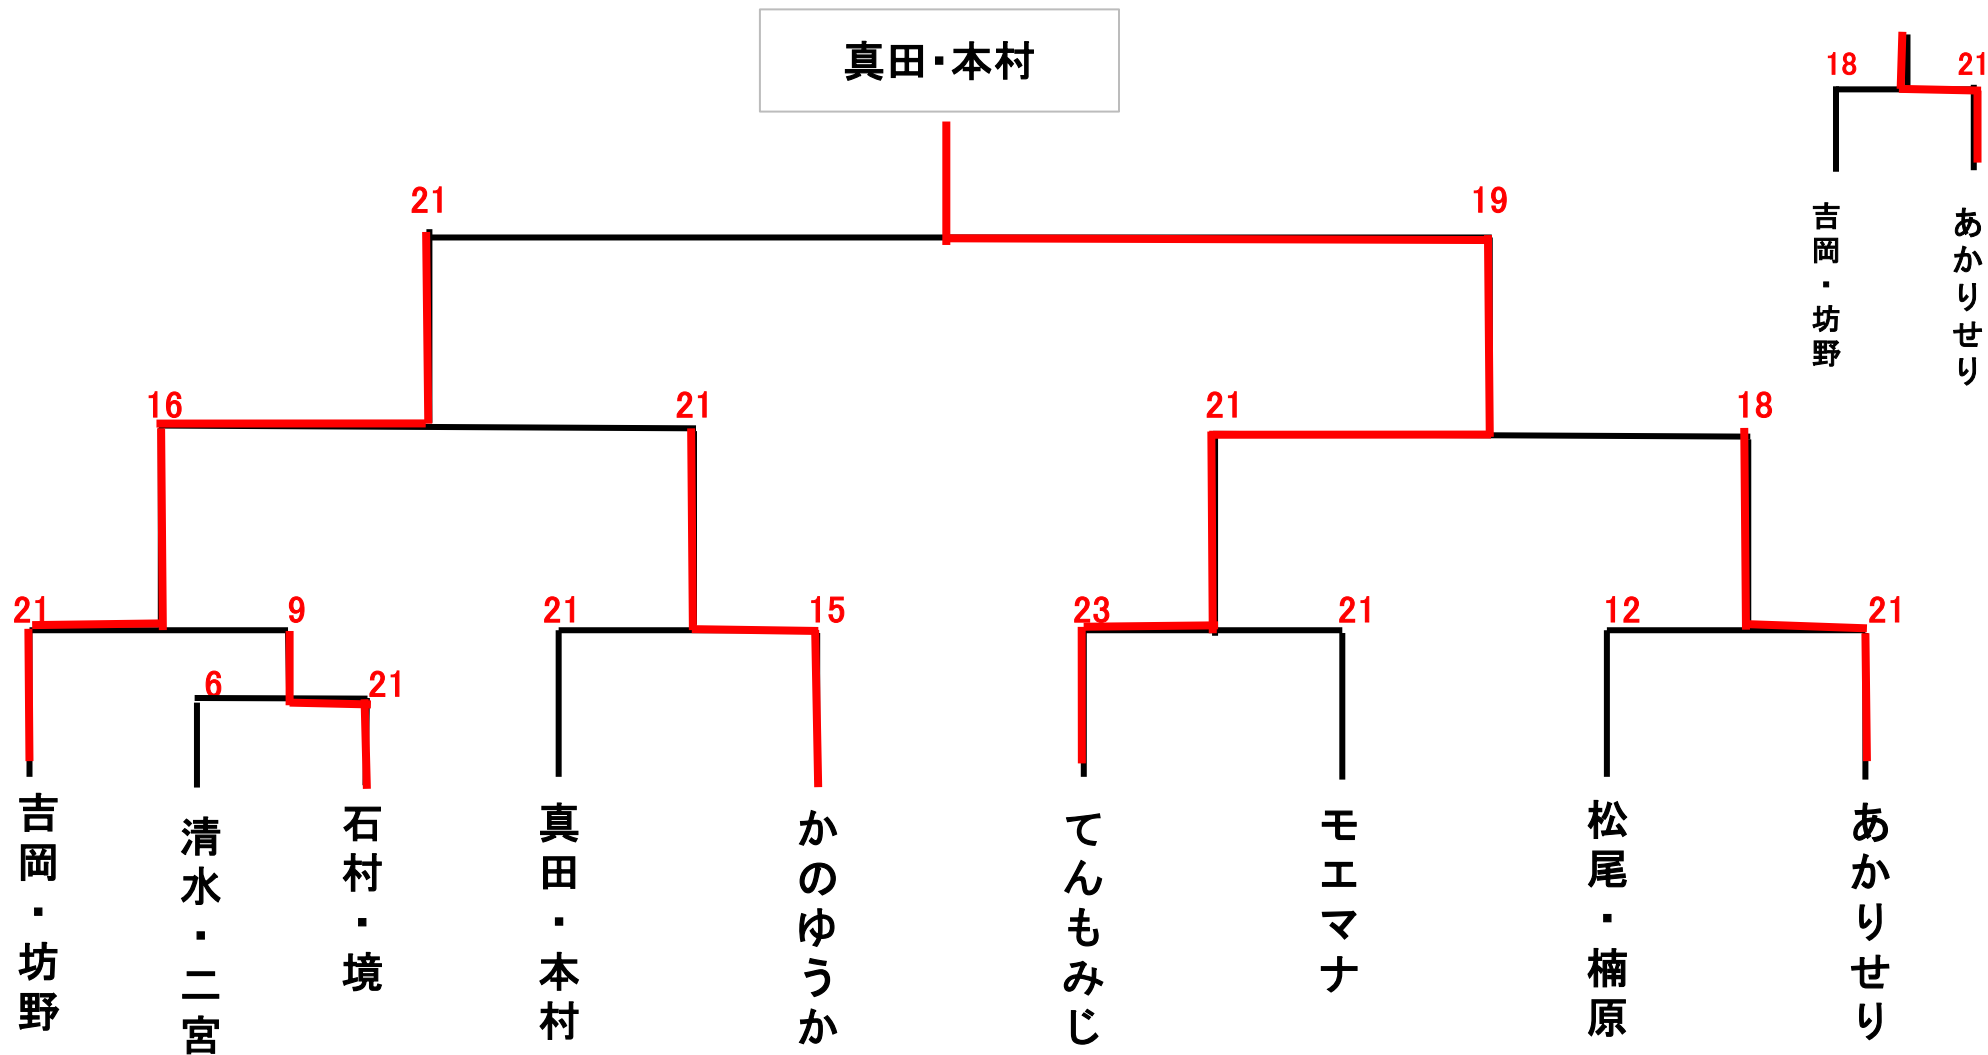 真田・本村
18
21
吉岡・坊野
あかりせり
21
19
16
21
21
18
21
9
21
15
23
21
12
21
6
21
吉岡・坊野
清水・二宮
石村・境
真田・本村
かのゆうか
てんもみじ
モエマナ
松尾・楠原
あかりせり